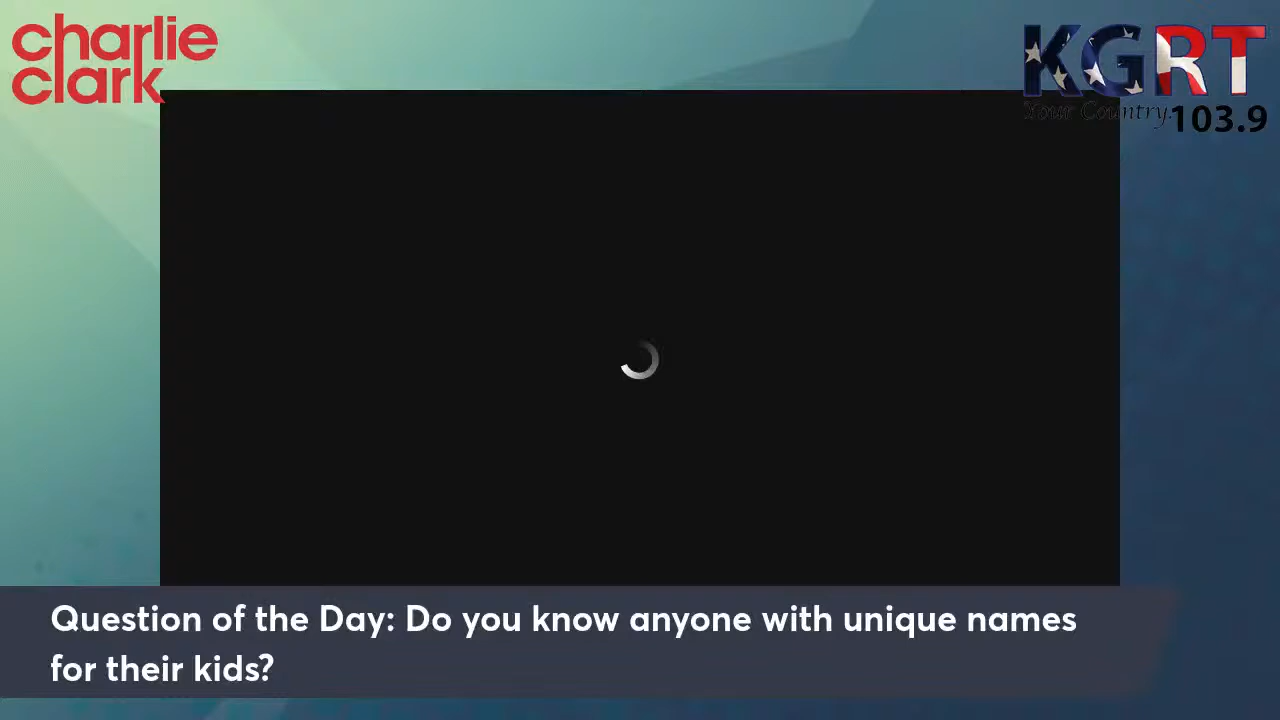 charlie
clark
KGRT
Your Country.
103.9
Question of the Day: Do you know anyone with unique names
for their kids?